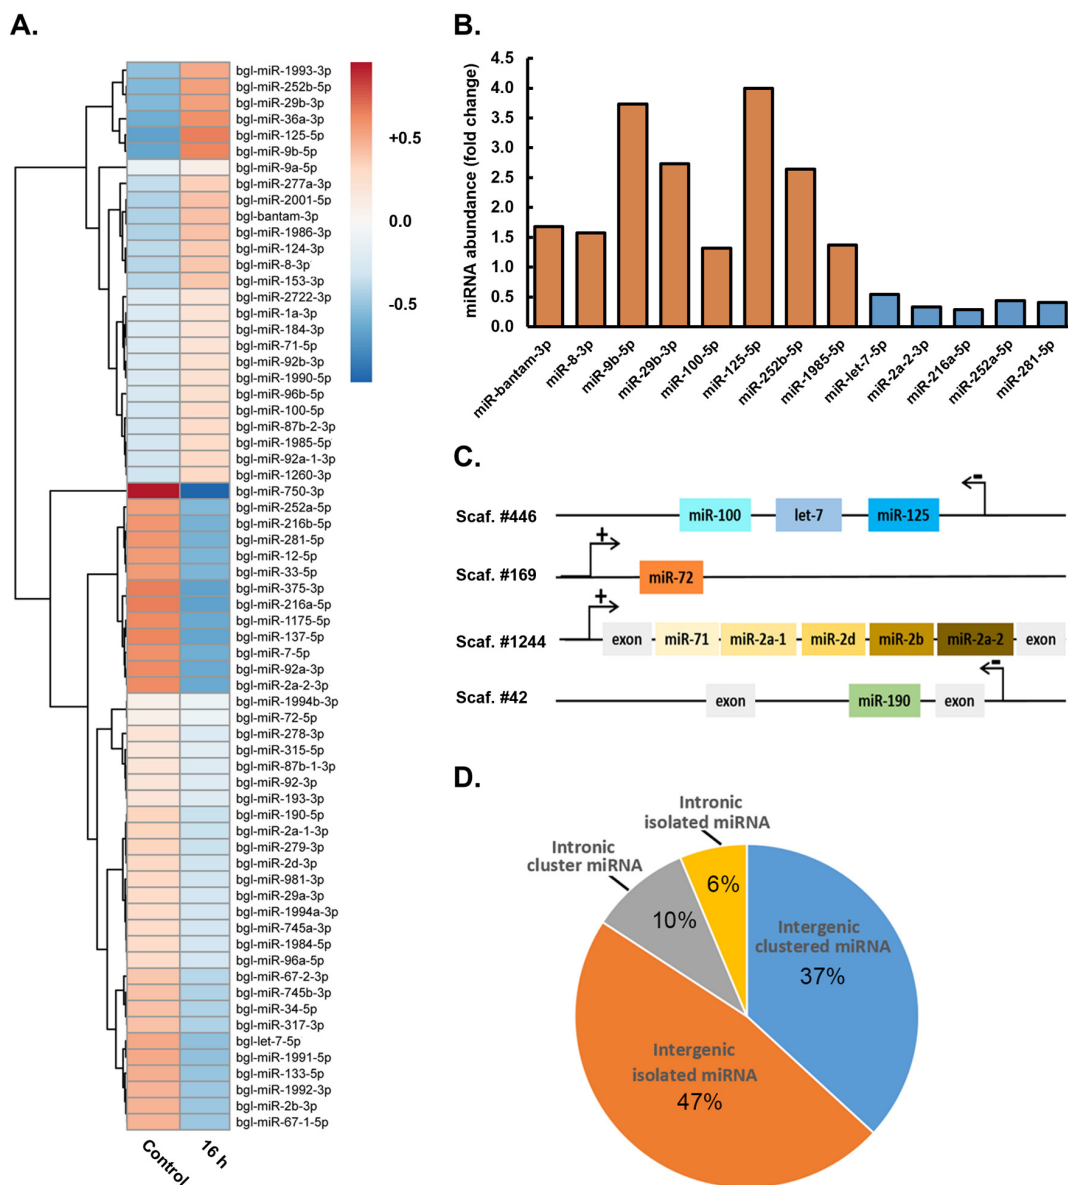 A.
bgl-miR-1993-3p
bgl-miR-252b-5p
bgl-miR-29b-3p
bgl-miR-36a-3p
bgl-miR-125-5p
bgl-miR-9b-5p
bgl-miR-9a-5p
bgl-miR-277a-3p
bgl-miR-2001-5p
bgl-bantam-3p
bgl-miR-1986-3p
bgl-miR-124-3p
bgl-miR-8-3p
bgl-miR-153-3p
bgl-miR-2722-3p
bgl-miR-1a-3p
bgl-miR-184-3p
bgl-miR-71-5p
bgl-miR-92b-3p
bgl-miR-1990-5p
bgl-miR-96b-5p
bgl-miR-100-5p
bgl-miR-87b-2-3p
bgl-miR-1985-5p
bgl-miR-92a-1-3p
bgl-miR-1260-3p
bgl-miR-750-3p
bgl-miR-252a-5p
bgl-miR-216b-5p
bgl-miR-281-5p
bgl-miR-12-5p
bgl-miR-33-5p
bgl-miR-375-3p
bgl-miR-216a-5p
bgl-miR-1175-5p
bgl-miR-137-5p
bgl-miR-7-5p
bgl-miR-92a-3p
bgl-miR-2a-2-3p
bgl-miR-1994b-3p
bgl-miR-72-5p
bgl-miR-278-3p
bgl-miR-315-5p
bgl-miR-87b-1-3p
bgl-miR-92-3p
bgl-miR-193-3p
bgl-miR-190-5p
bgl-miR-2a-1-3p
bgl-miR-279-3p
bgl-miR-2d-3p
bgl-miR-981-3p
bgl-miR-29a-3p
bgl-miR-1994a-3p
bgl-miR-745a-3p
bgl-miR-1984-5p
bgl-miR-96a-5p
bgl-miR-67-2-3p
bgl-miR-745b-3p
bgl-miR-34-5p
bgl-miR-317-3p
bgl-let-7-5p
bgl-miR-1991-5p
bgl-miR-133-5p
bgl-miR-1992-3p
bgl-miR-2b-3p
bgl-miR-67-1-5p
Control
16 h
+0.5
0.0
-0.5
B.
miRNA abundance (fold change)
4.5
4.0
3.5
3.0
2.5
2.0
1.5
1.0
0.5
0.0
miR-bantam-3p
miR-8-3p
miR-9b-5p
miR-29b-3p
miR-100-5p
miR-125-5p
miR-252b-5p
miR-1985-5p
miR-let-7-5p
miR-2a-2-3p
miR-216a-5p
miR-252a-5p
miR-281-5p
C.
-
Scaf. #446 miR-100 let-7 miR-125
+
Scaf. #169 miR-72
+
Scaf. #1244 exon miR-71 miR-2a-1 miR-2d miR-2b miR-2a-2 exon
-
Scaf. #42 exon miR-190 exon
D.
Intronic
isolated miRNA
6%
Intronic
cluster miRNA
10%
Intergenic
clustered miRNA
37%
Intergenic
isolated miRNA
47%